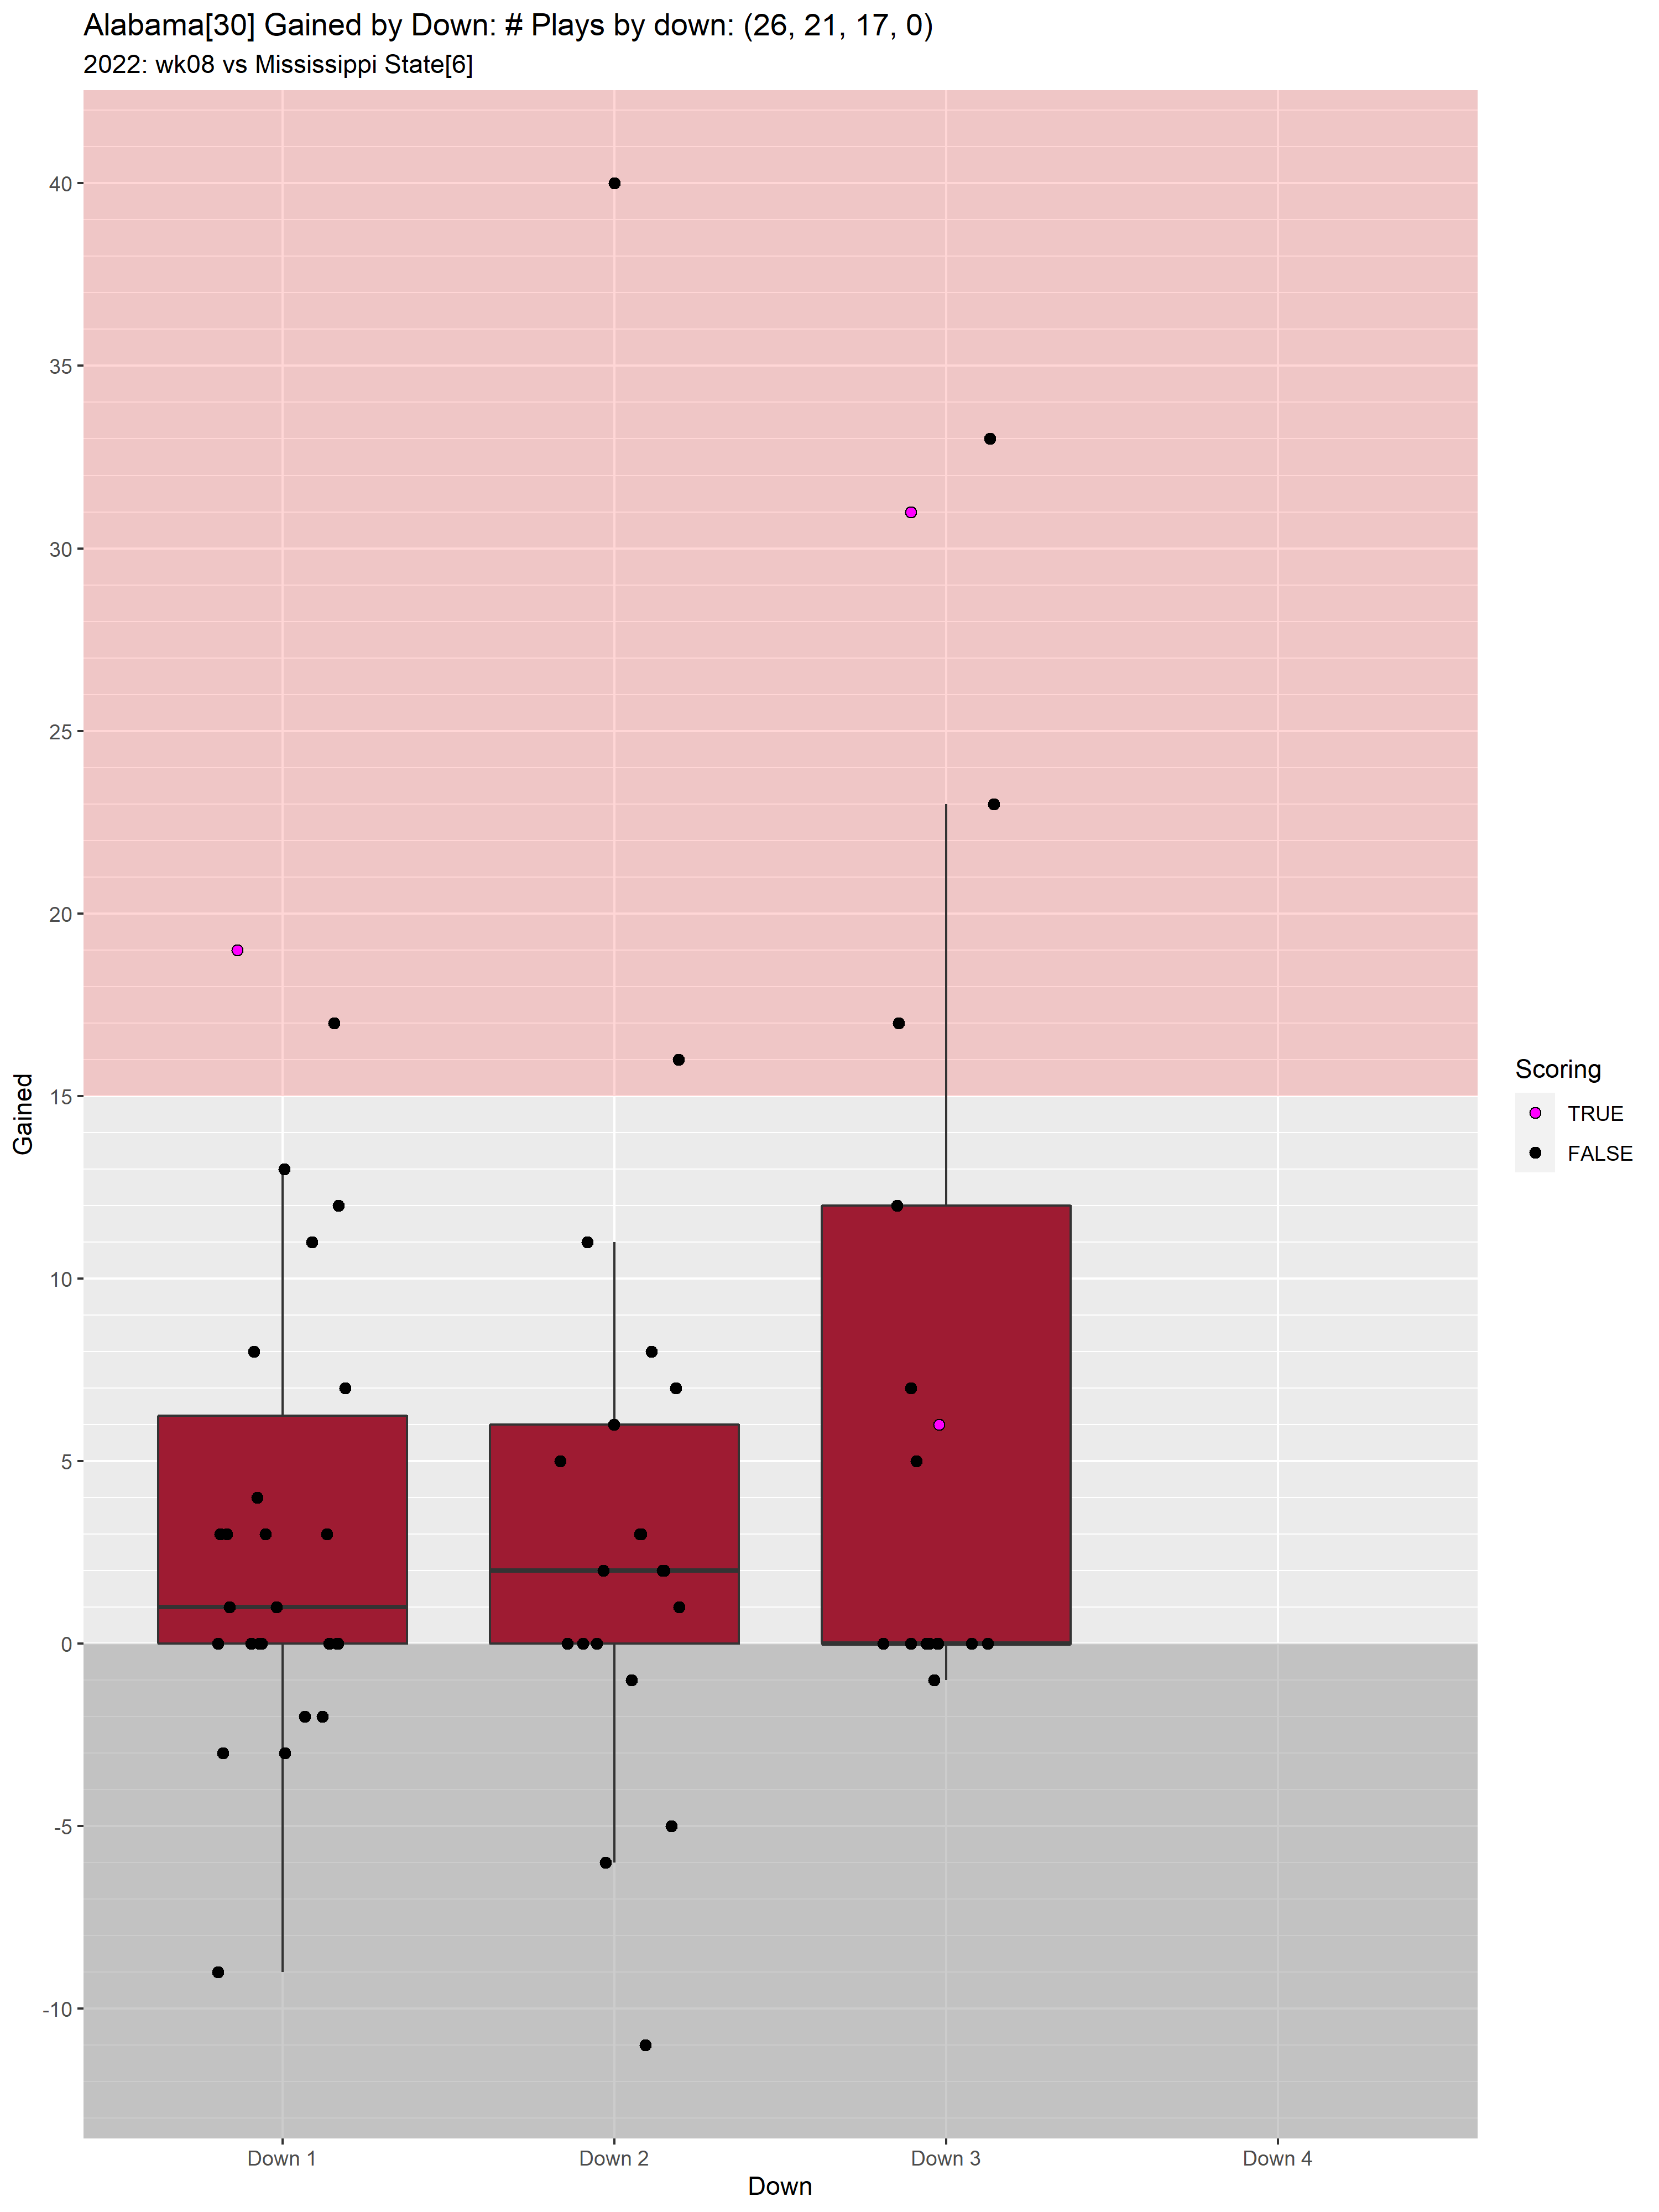 Alabama[30] Gained by Down: # Plays by down: (26, 21, 17, 0)
2022: wk08 vs Mississippi State[6]
40
35
30
25
20
15
10
5
0
-5
-10
Gained
Down 1
Down 2
Down 3
Down 4
Down
Scoring
TRUE
FALSE